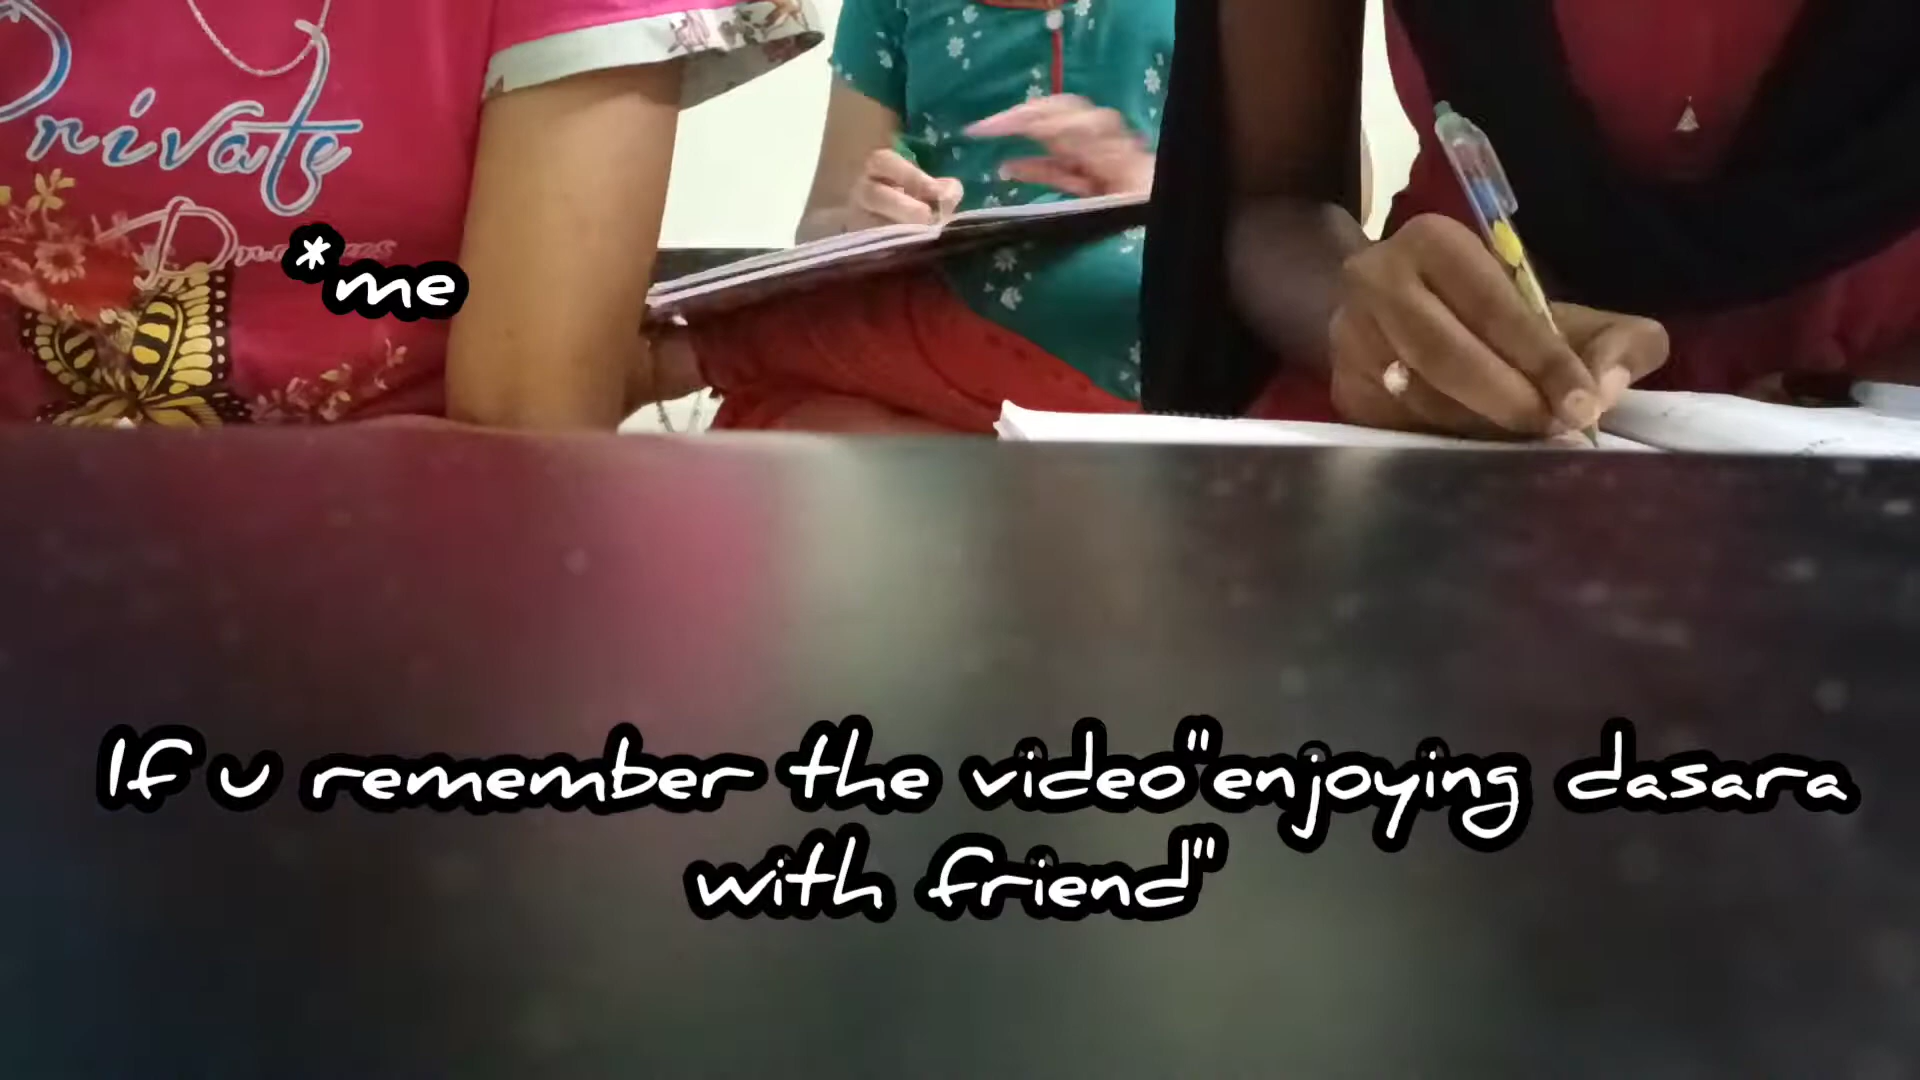 Private
*me
If u remember the video"enjoying dasara
with friend"